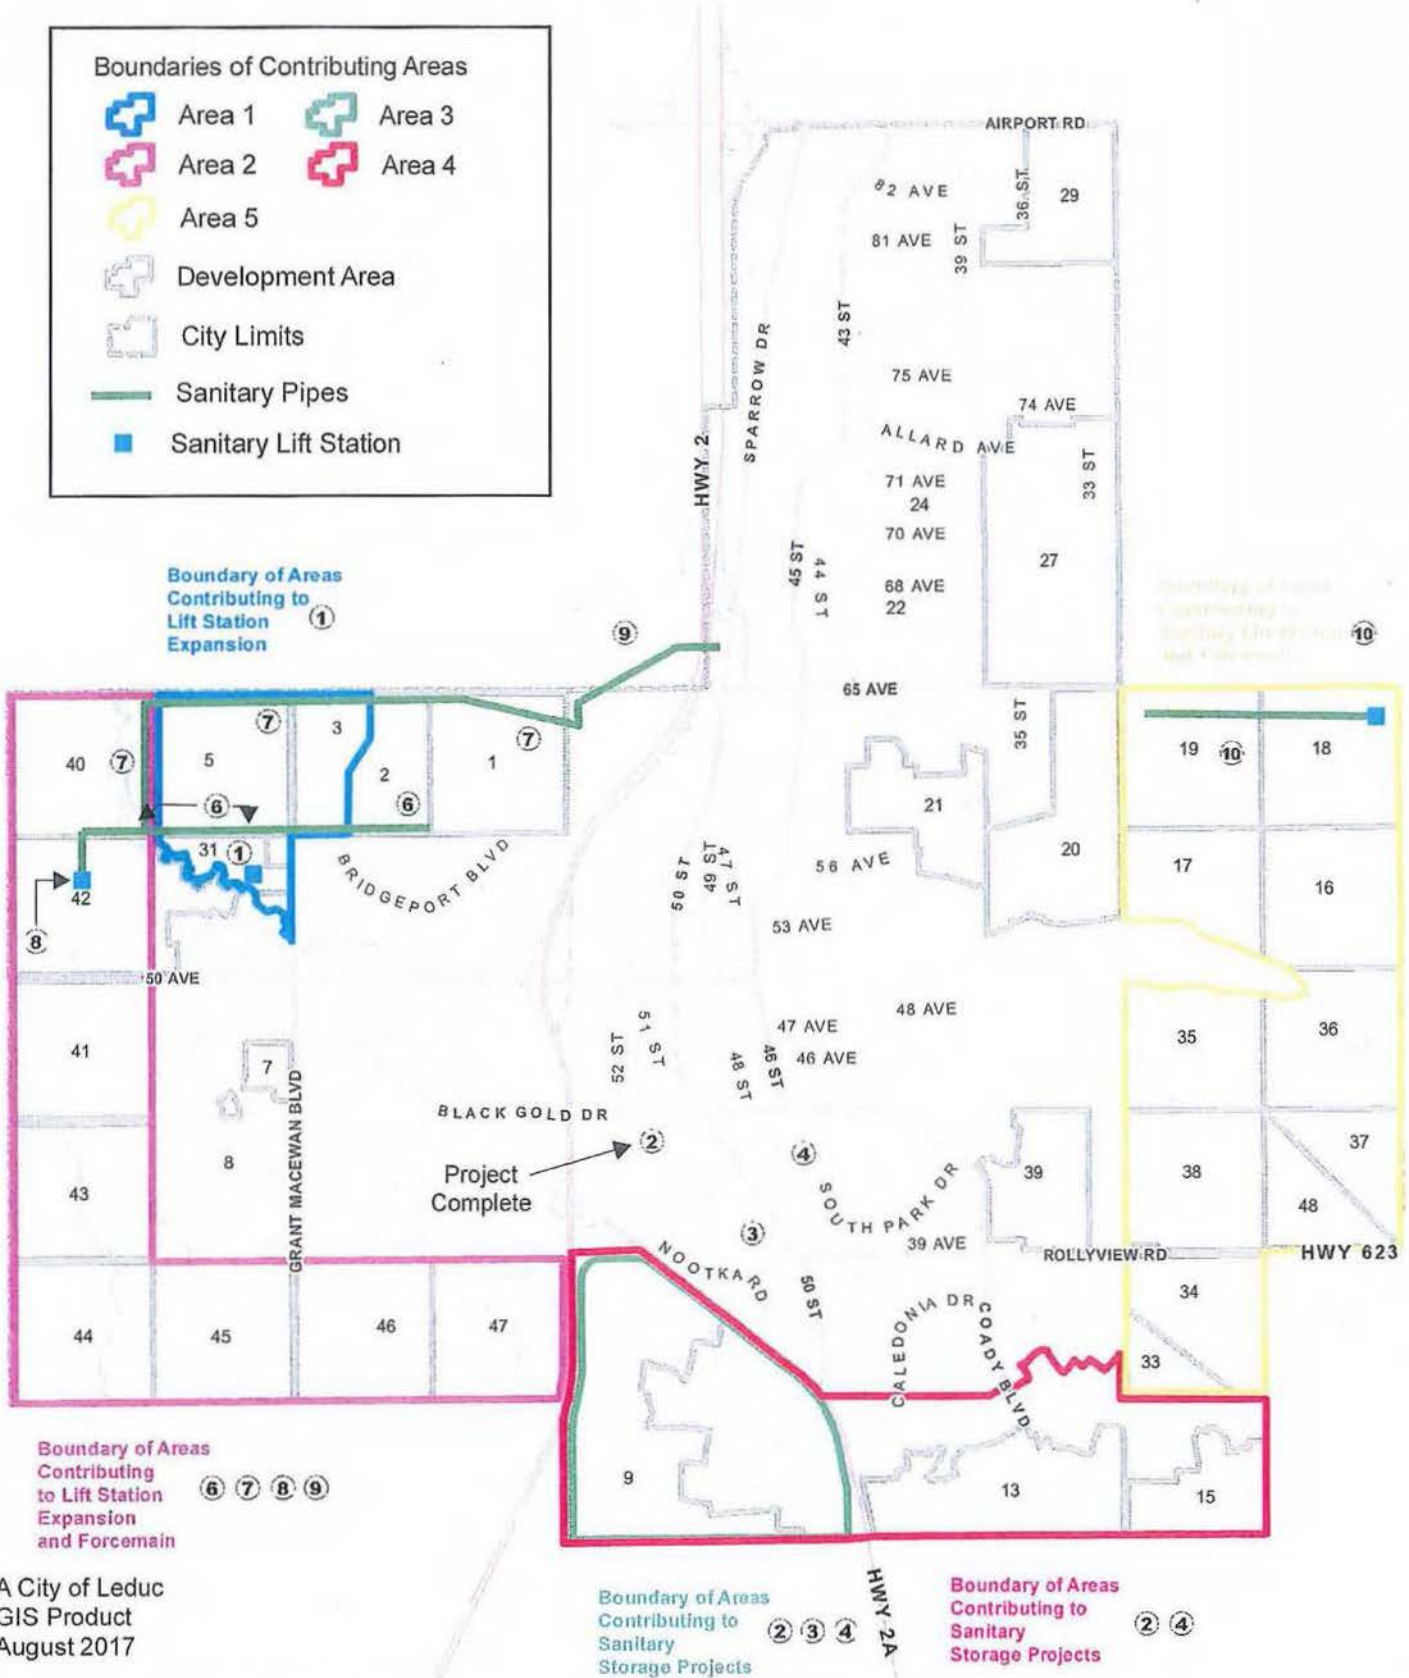 Boundaries of Contributing Areas
Area 1
Area 3
Area 2
Area 4
Area 5
Development Area
City Limits
Sanitary Pipes
Sanitary Lift Station
AIRPORT RD
82 AVE
36 ST
29
81 AVE
39 ST
43 ST
SPARROW DR
75 AVE
74 AVE
HWY 2
ALLARD AVE
33 ST
71 AVE
24
70 AVE
45 ST
44 ST
27
68 AVE
22
Boundary of Areas
Contributing to
Lift Station
Expansion
1
9
10
65 AVE
35 ST
40
7
5
7
3
2
7
1
6
6
19
10
18
21
20
31
1
BRIDGEPORT BLVD
50 ST
49 ST
47 ST
56 AVE
17
16
42
8
53 AVE
50 AVE
48 AVE
47 AVE
46 AVE
51 ST
52 ST
48 ST
46 ST
35
36
41
7
GRANT MACEWAN BLVD
BLACK GOLD DR
2
4
Project
Complete
8
43
SOUTH PARK DR
39
38
37
48
3
39 AVE
ROLLYVIEW RD
HWY 623
NOOTKA RD
50 ST
CALEDONIA DR
COADY BLVD
34
33
44
45
46
47
9
13
15
Boundary of Areas
Contributing
to Lift Station
Expansion
and Forcemain
6 7 8 9
A City of Leduc
GIS Product
August 2017
Boundary of Areas
Contributing to
Sanitary
Storage Projects
2 3 4
HWY 2A
Boundary of Areas
Contributing to
Sanitary
Storage Projects
2 4